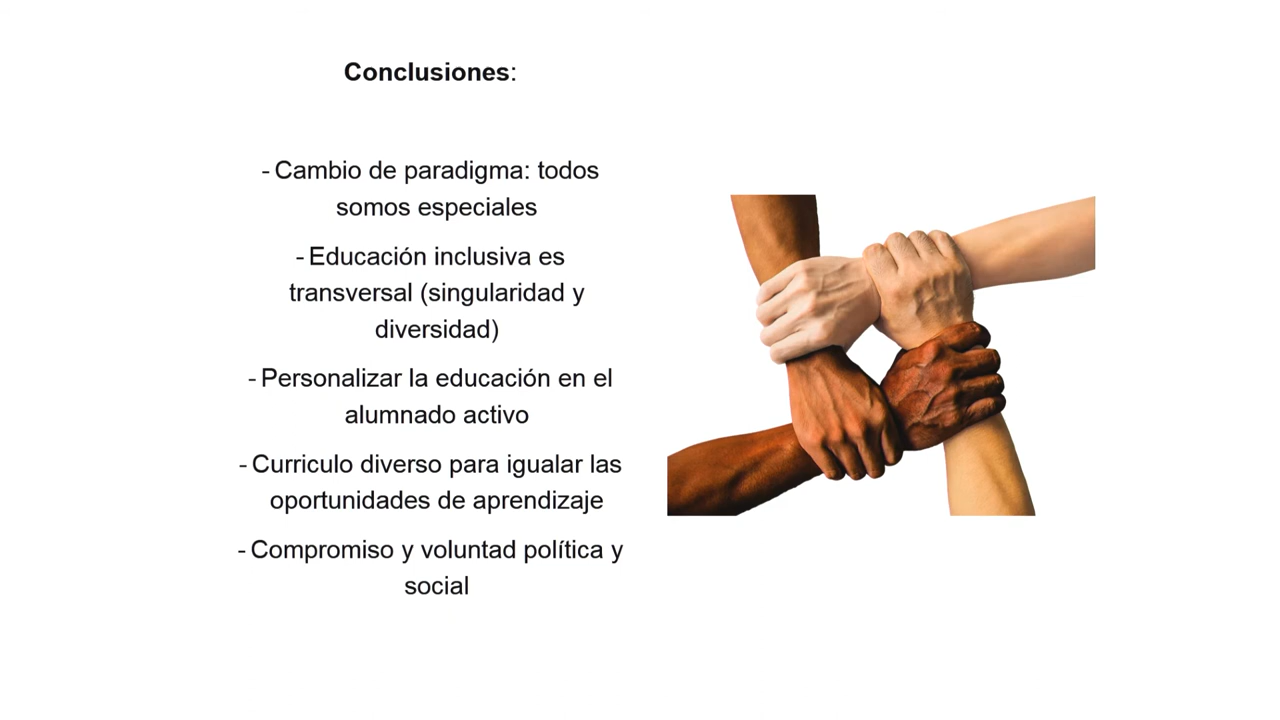 Conclusiones:
- Cambio de paradigma: todos
somos especiales
- Educación inclusiva es
transversal (singularidad y
diversidad)
- Personalizar la educación en el
alumnado activo
- Curriculo diverso para igualar las
oportunidades de aprendizaje
- Compromiso y voluntad política y
social